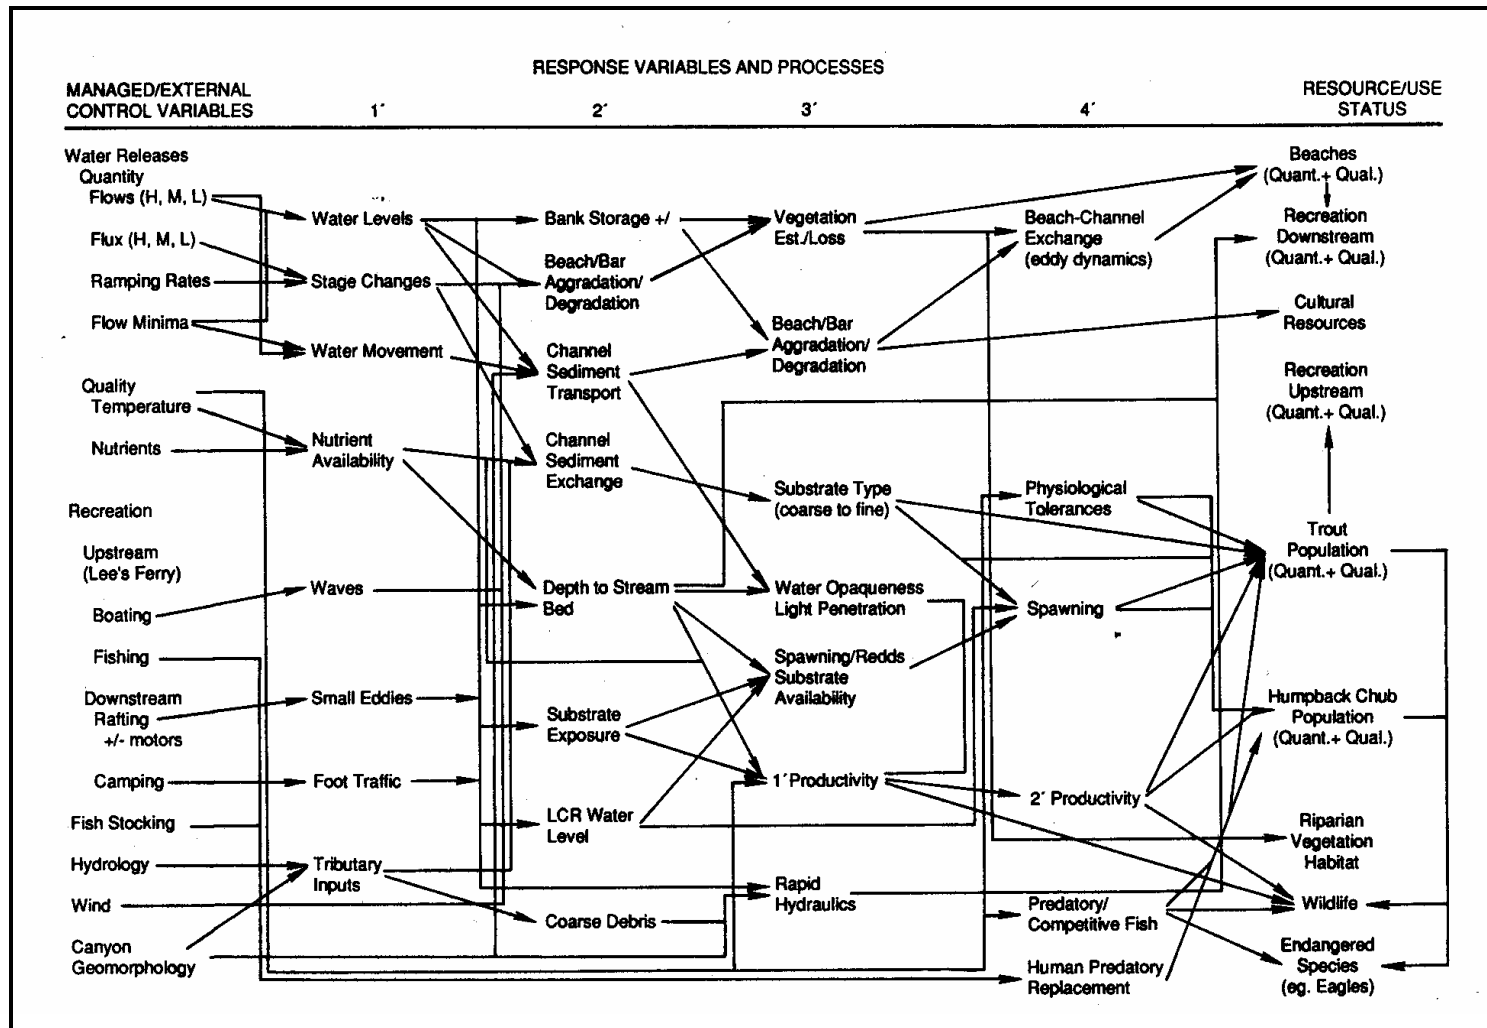 RESPONSE VARIABLES AND PROCESSES
MANAGED/EXTERNAL
CONTROL VARIABLES
1´
2´
3´
4´
RESOURCE/USE
STATUS
Water Releases
Quantity
Flows (H, M, L)
Flux (H, M, L)
Ramping Rates
Flow Minima
Quality
Temperature
Nutrients
Recreation
Upstream
(Lee's Ferry)
Boating
Fishing
Downstream
Rafting
+/- motors
Camping
Fish Stocking
Hydrology
Wind
Canyon
Geomorphology
Water Levels
Stage Changes
Water Movement
Nutrient
Availability
Waves
Small Eddies
Foot Traffic
Tributary
Inputs
Bank Storage +/
Beach/Bar
Aggradation/
Degradation
Channel
Sediment
Transport
Channel
Sediment
Exchange
Depth to Stream
Bed
Substrate
Exposure
LCR Water
Level
Coarse Debris
Vegetation
Est./Loss
Beach/Bar
Aggradation/
Degradation
Substrate Type
(coarse to fine)
Water Opaqueness
Light Penetration
Spawning/Redds
Substrate
Availability
1´ Productivity
Rapid
Hydraulics
Beach-Channel
Exchange
(eddy dynamics)
Physiological
Tolerances
Spawning
2´ Productivity
Predatory/
Competitive Fish
Human Predatory
Replacement
Beaches
(Quant.+ Qual.)
Recreation
Downstream
(Quant.+ Qual.)
Cultural
Resources
Recreation
Upstream
(Quant.+ Qual.)
Trout
Population
(Quant.+ Qual.)
Humpback Chub
Population
(Quant.+ Qual.)
Riparian
Vegetation
Habitat
Wildlife
Endangered
Species
(eg. Eagles)